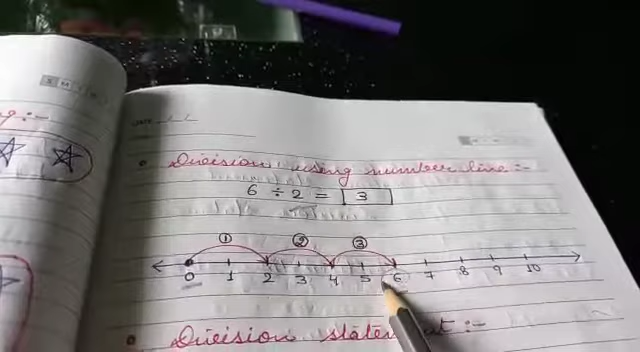 Division using number line :-
6 ÷ 2 = 3
① ② ③
0 1 2 3 4 5 6 7 8 9 10
Division statement :-